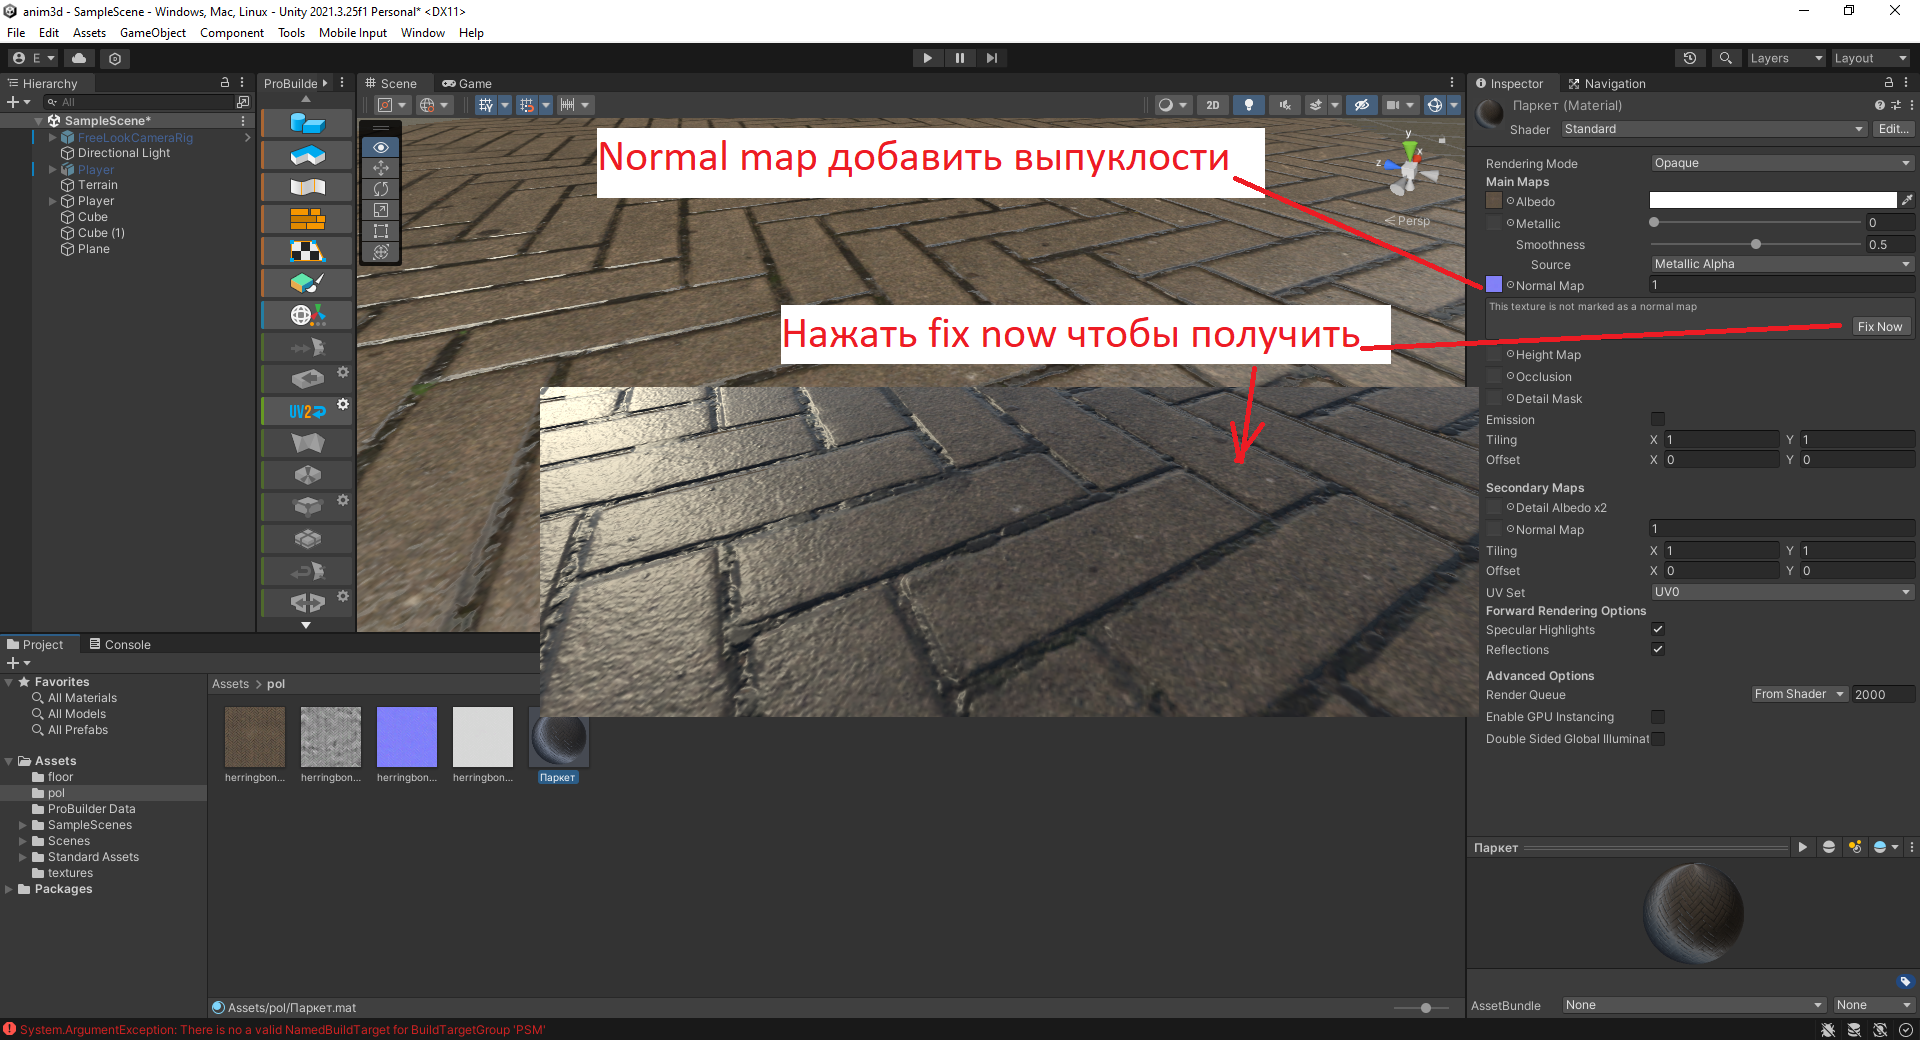 anim3d - SampleScene - Windows, Mac, Linux - Unity 2021.3.25f1 Personal* <DX11>
File Edit Assets GameObject Component Tools Mobile Input Window Help
E Layers Layout
Hierarchy
All
SampleScene*
FreeLookCameraRig
Directional Light
Player
Terrain
Player
Cube
Cube (1)
Plane
ProBuilde
UV2
Scene Game
2D
Normal map добавить выпуклости
y
x
z
Persp
Нажать fix now чтобы получить
Inspector Navigation
Паркет (Material)
Shader Standard Edit...
Rendering Mode Opaque
Main Maps
Albedo
Metallic 0
Smoothness 0.5
Source Metallic Alpha
Normal Map 1
This texture is not marked as a normal map
Fix Now
Height Map
Occlusion
Detail Mask
Emission
Tiling X 1 Y 1
Offset X 0 Y 0
Secondary Maps
Detail Albedo x2
Normal Map 1
Tiling X 1 Y 1
Offset X 0 Y 0
UV Set UV0
Forward Rendering Options
Specular Highlights
Reflections
Advanced Options
Render Queue From Shader 2000
Enable GPU Instancing
Double Sided Global Illuminat
Паркет
AssetBundle None None
Project Console
Favorites
All Materials
All Models
All Prefabs
Assets
floor
pol
ProBuilder Data
SampleScenes
Scenes
Standard Assets
textures
Packages
Assets > pol
herringbon... herringbon... herringbon... herringbon... Паркет
Assets/pol/Паркет.mat
System.ArgumentException: There is no a valid NamedBuildTarget for BuildTargetGroup 'PSM'